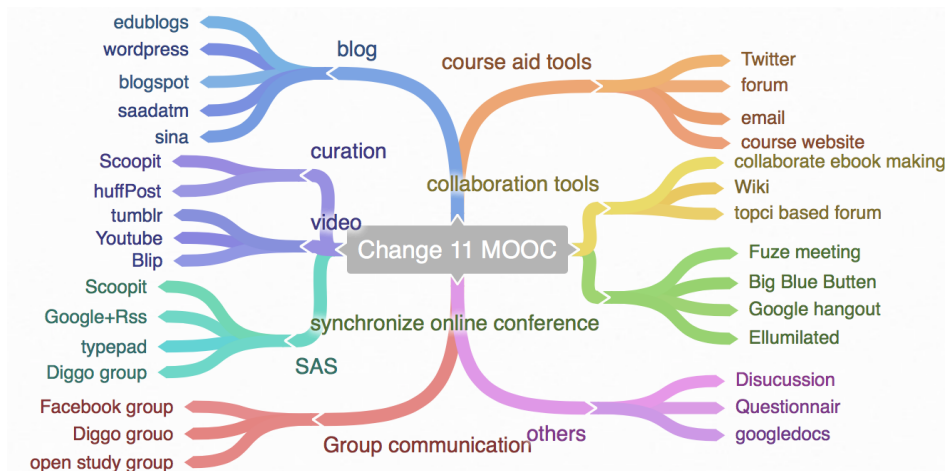 edublogs
wordpress
blogspot
saadatm
sina
blog
Scoopit
huffPost
curation
tumblr
Youtube
Blip
video
Scoopit
Google+Rss
typepad
Diggo group
SAS
Facebook group
Diggo grouo
open study group
Group communication
Change 11 MOOC
course aid tools
Twitter
forum
email
course website
collaboration tools
collaborate ebook making
Wiki
topci based forum
synchronize online conference
Fuze meeting
Big Blue Butten
Google hangout
Ellumilated
others
Disucussion
Questionnair
googledocs